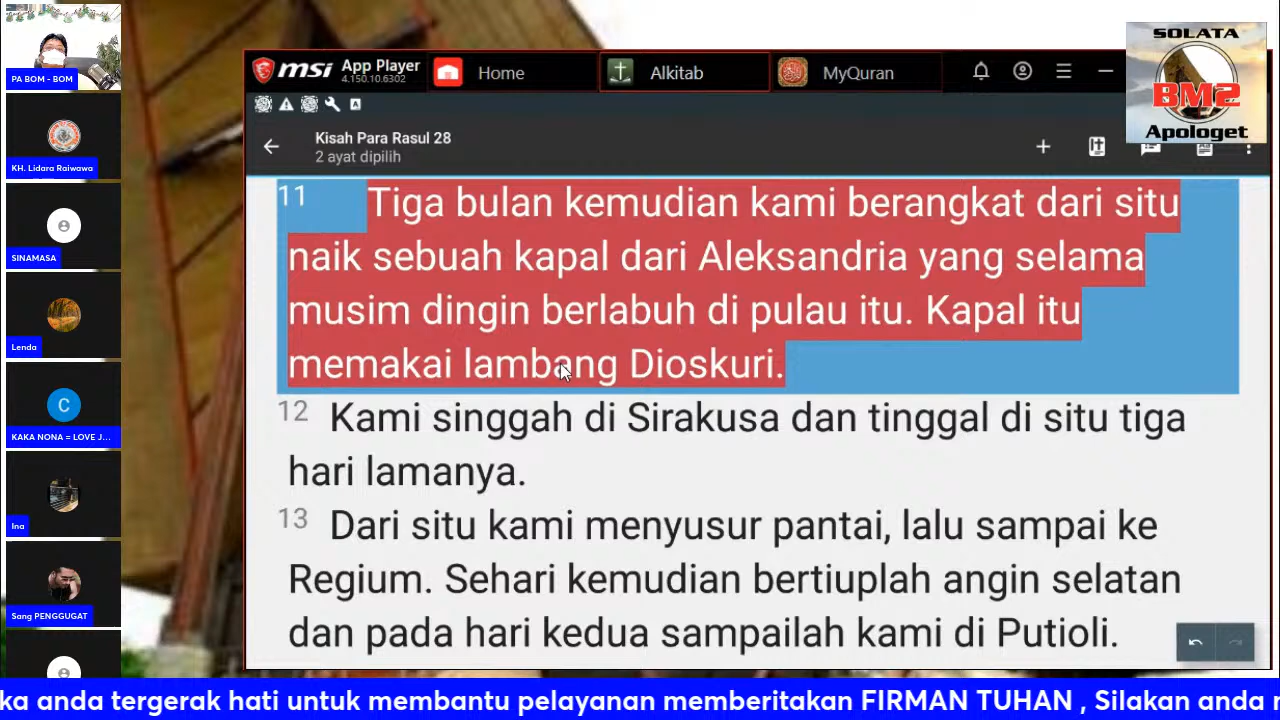 PA BOM - BOM
KH. Lidara Raiwawa
SINAMASA
Lenda
C
KAKA NONA = LOVE J...
Ina
Sang PENGGUGAT
msi App Player
4.150.10.6302
Home
Alkitab
MyQuran
SOLATA
BM2
Apologet
A
Kisah Para Rasul 28
2 ayat dipilih
11 Tiga bulan kemudian kami berangkat dari situ
naik sebuah kapal dari Aleksandria yang selama
musim dingin berlabuh di pulau itu. Kapal itu
memakai lambang Dioskuri.
12 Kami singgah di Sirakusa dan tinggal di situ tiga
hari lamanya.
13 Dari situ kami menyusur pantai, lalu sampai ke
Regium. Sehari kemudian bertiuplah angin selatan
dan pada hari kedua sampailah kami di Putioli.
ka anda tergerak hati untuk membantu pelayanan memberitakan FIRMAN TUHAN , Silakan anda